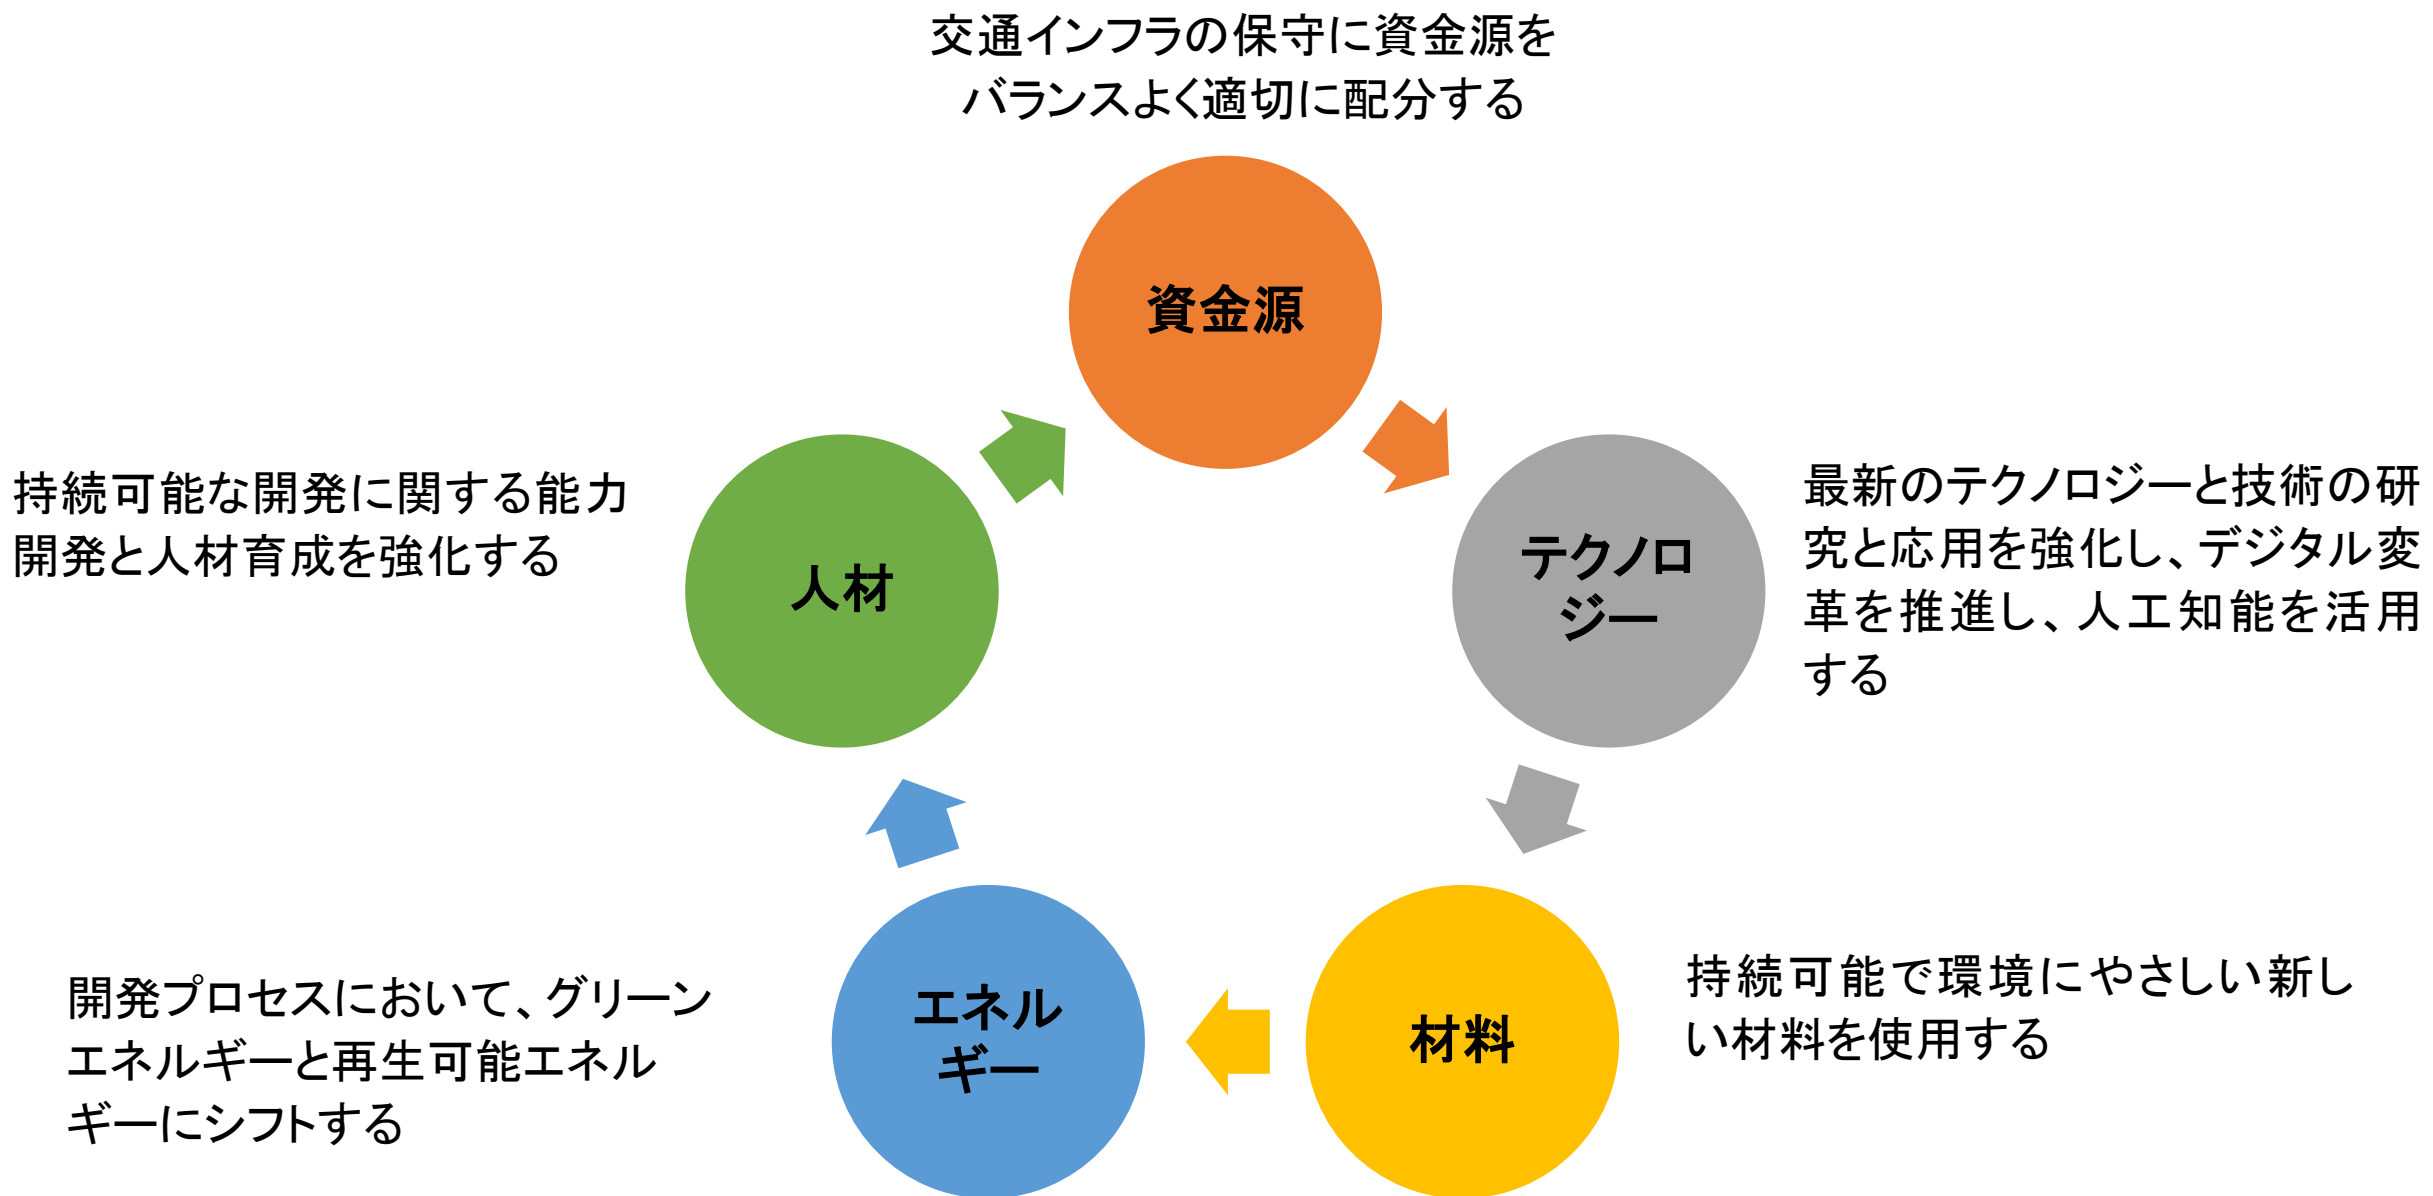 交通インフラの保守に資金源を
バランスよく適切に配分する
資金源
テクノロ
ジー
最新のテクノロジーと技術の研
究と応用を強化し、デジタル変
革を推進し、人工知能を活用
する
材料
持続可能で環境にやさしい新し
い材料を使用する
エネル
ギー
開発プロセスにおいて、グリーン
エネルギーと再生可能エネル
ギーにシフトする
人材
持続可能な開発に関する能力
開発と人材育成を強化する